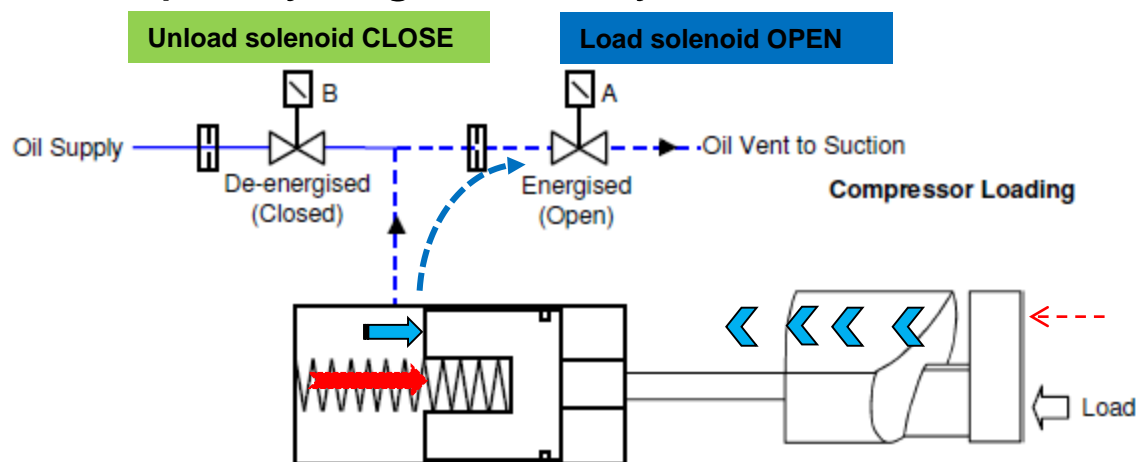 Unload solenoid CLOSE
Load solenoid OPEN
B
A
Oil Supply
Oil Vent to Suction
De-energised
(Closed)
Energised
(Open)
Compressor Loading
Load